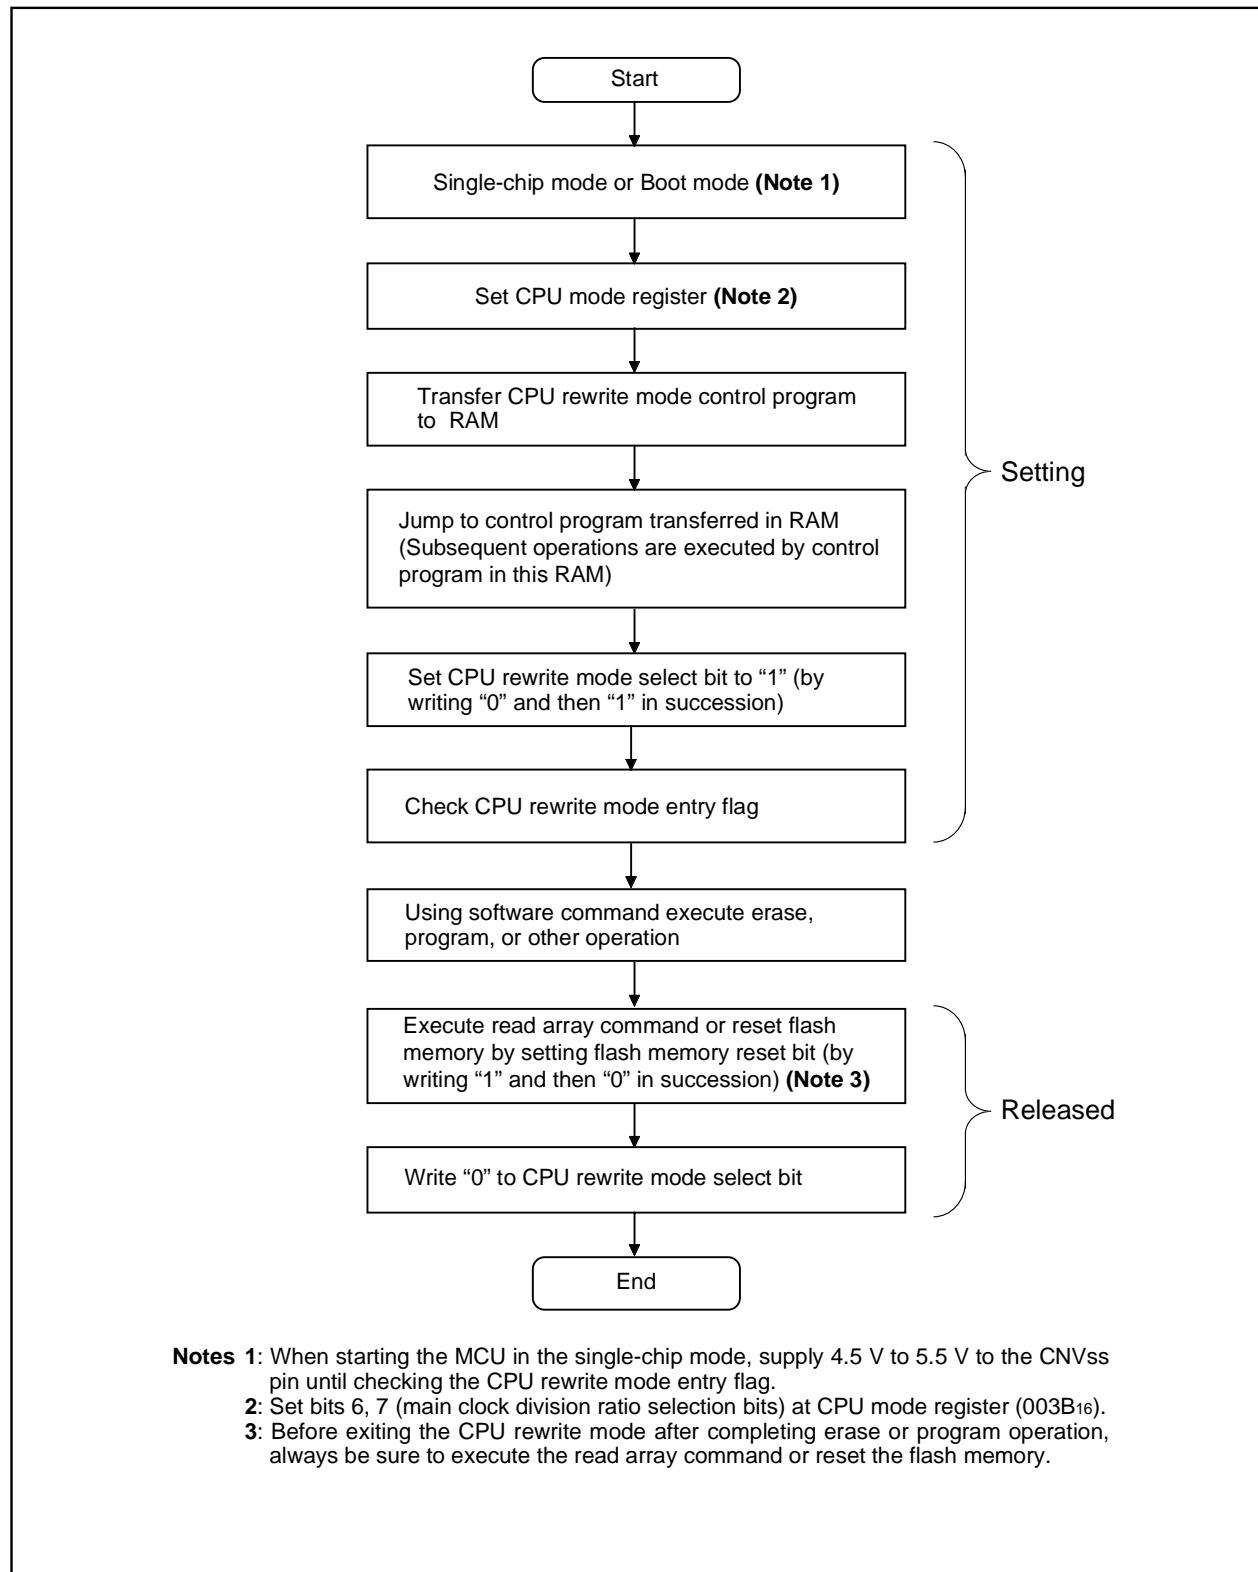 Start
Single-chip mode or Boot mode (Note 1)
Set CPU mode register (Note 2)
Transfer CPU rewrite mode control program
to RAM
Jump to control program transferred in RAM
(Subsequent operations are executed by control
program in this RAM)
Setting
Set CPU rewrite mode select bit to “1” (by
writing “0” and then “1” in succession)
Check CPU rewrite mode entry flag
Using software command execute erase,
program, or other operation
Execute read array command or reset flash
memory by setting flash memory reset bit (by
writing “1” and then “0” in succession) (Note 3)
Released
Write “0” to CPU rewrite mode select bit
End
Notes 1: When starting the MCU in the single-chip mode, supply 4.5 V to 5.5 V to the CNVss
pin until checking the CPU rewrite mode entry flag.
2: Set bits 6, 7 (main clock division ratio selection bits) at CPU mode register (003B16).
3: Before exiting the CPU rewrite mode after completing erase or program operation,
always be sure to execute the read array command or reset the flash memory.